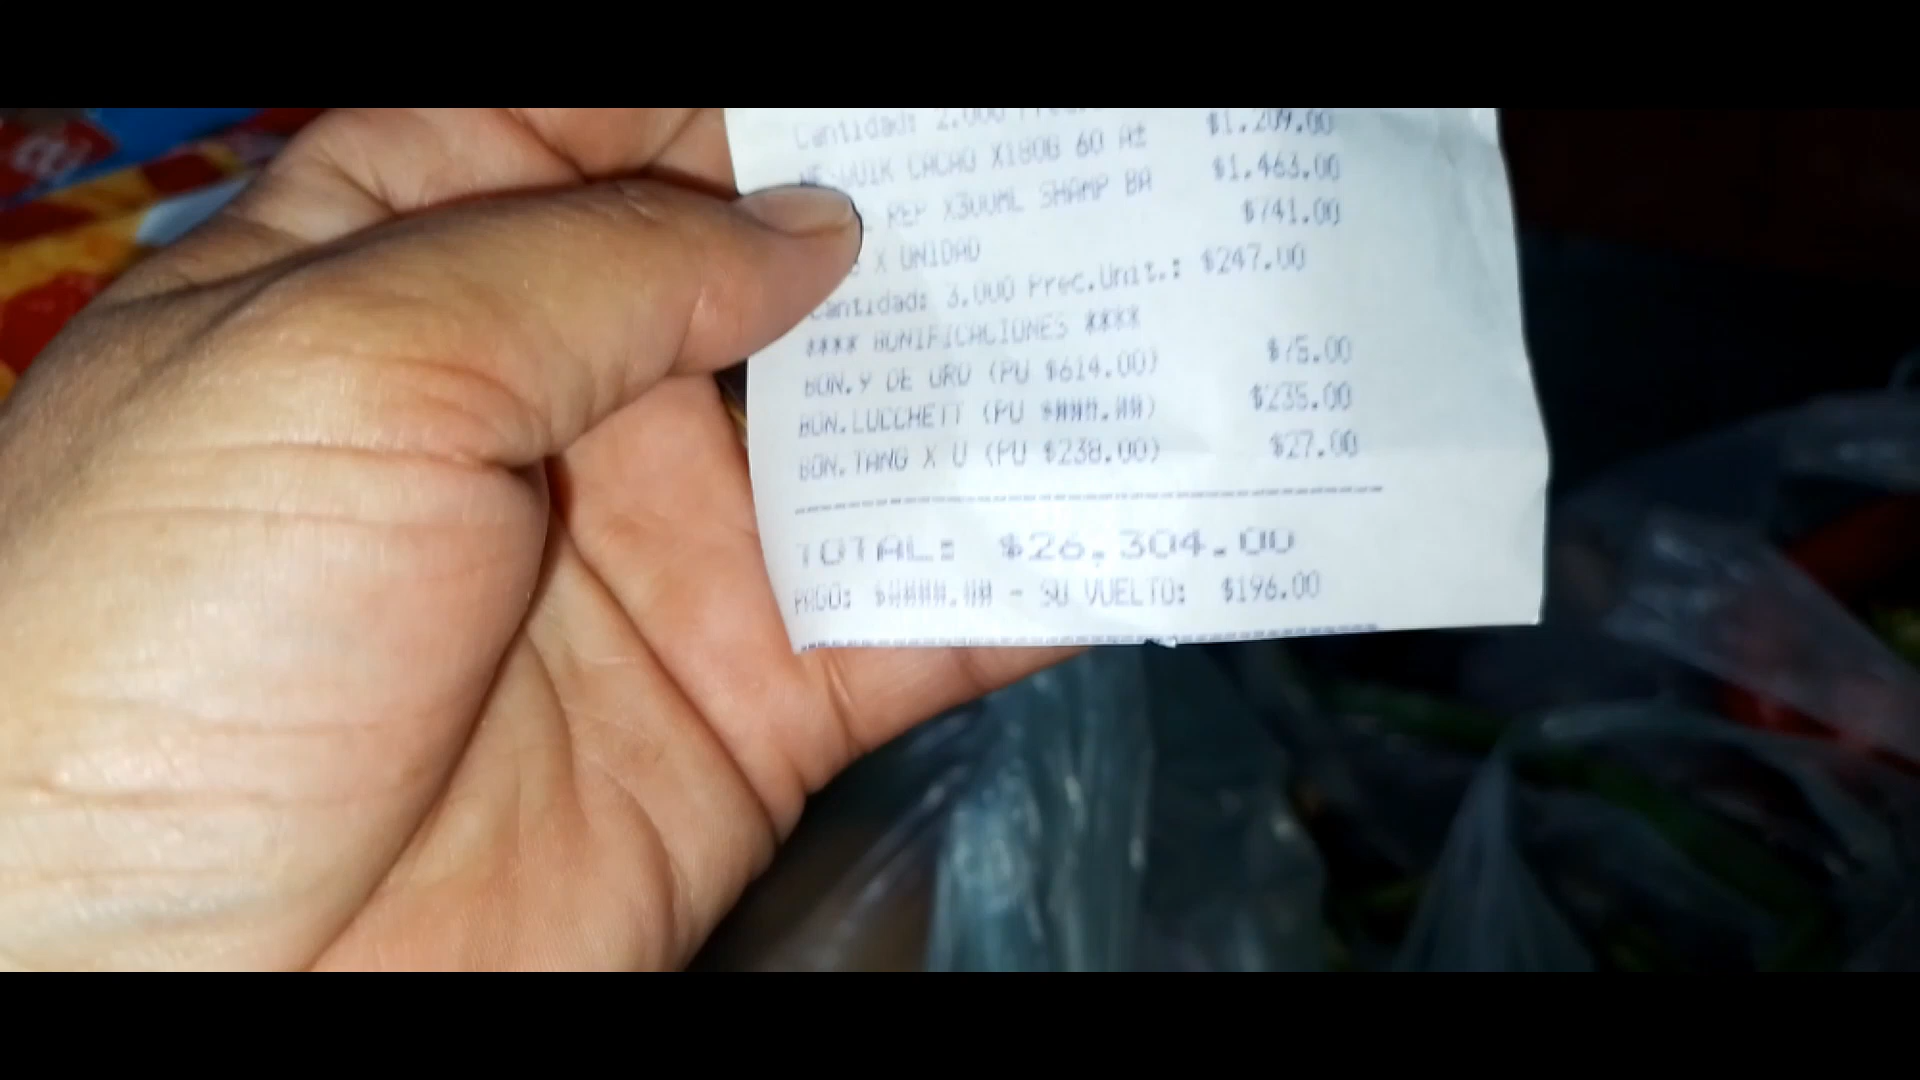 Cantidad: 2.000
$1.209.00
CACAO X180G 60 A±
$1.463.00
REP X300ML SHAMP BA
$741.00
X UNIDAD
Cantidad: 3.000 Prec.Unit.: $247.00
**** BONIFICACIONES ****
BON.Y DE ORO (PU $614.00) $75.00
BON.LUCCHETT (PU $###.##) $235.00
BON.TANG X U (PU $238.00) $27.00
TOTAL: $26,304.00
PAGO: $####.## - SU VUELTO: $196.00